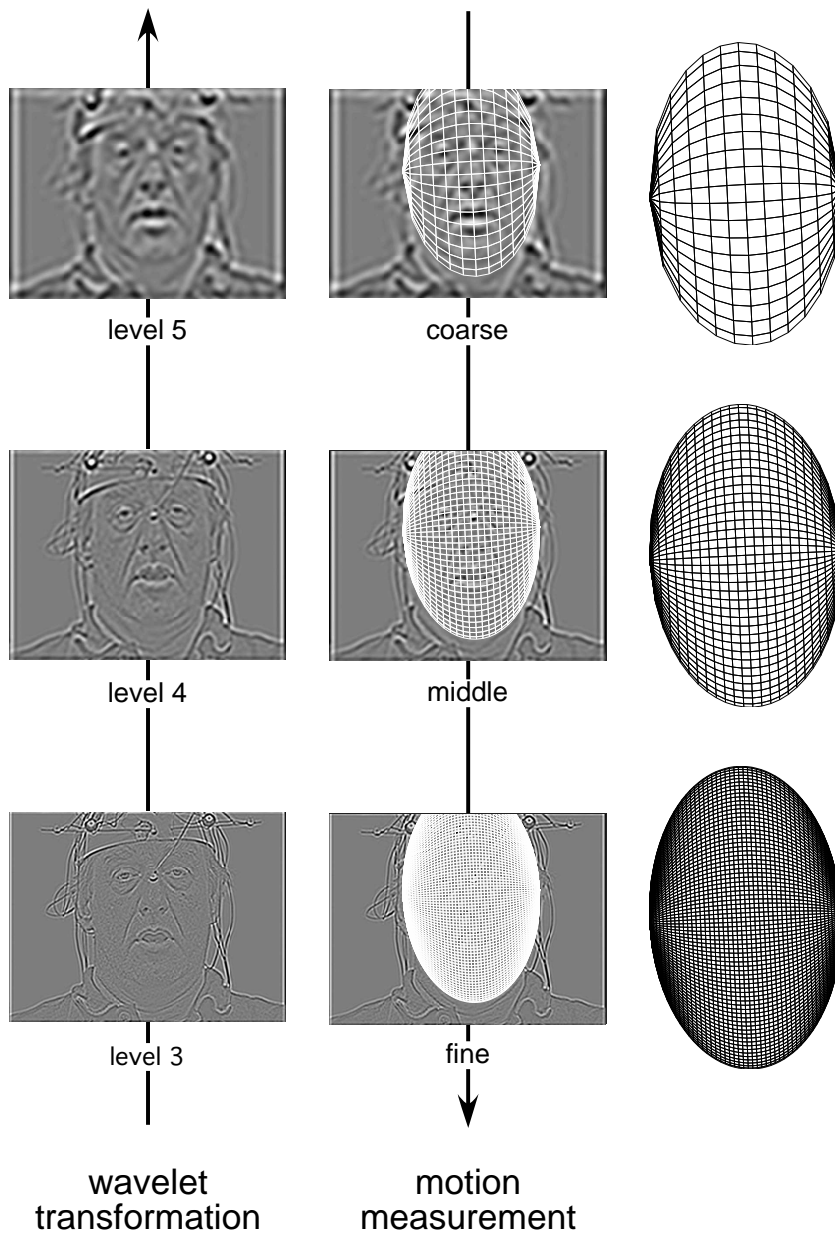 level 5
coarse
level 4
middle
level 3
fine
wavelet
transformation
motion
measurement